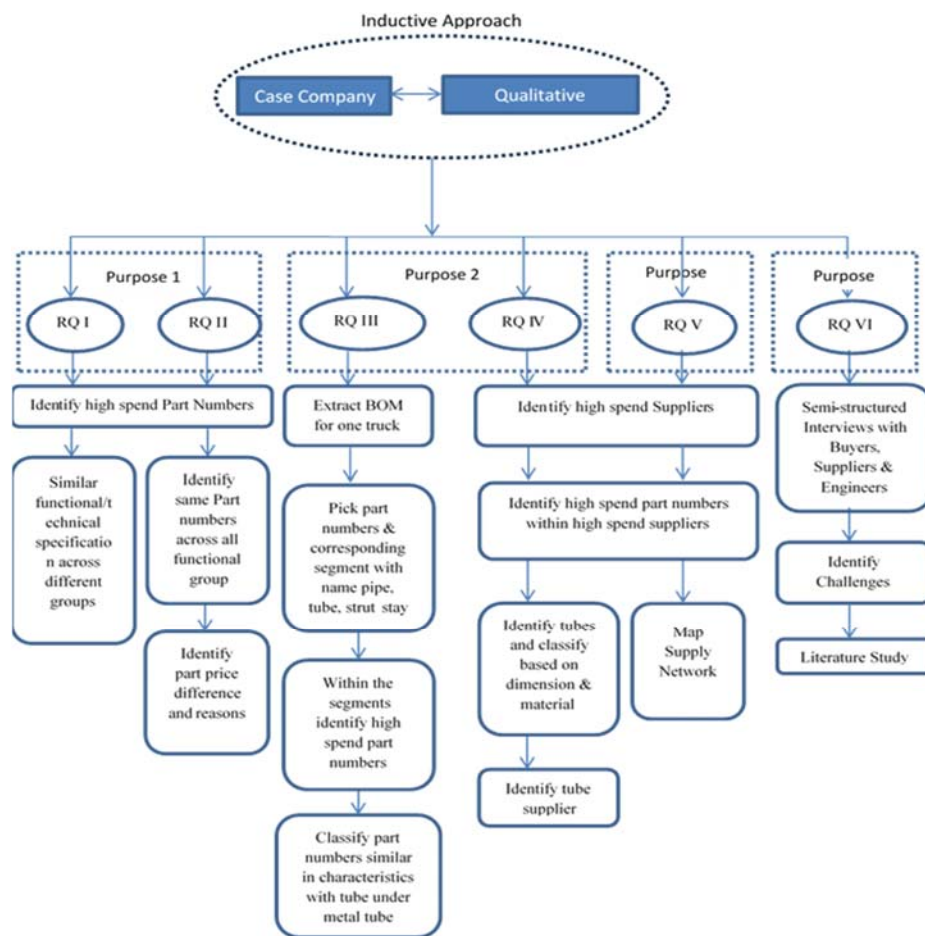 Inductive Approach
Case Company
Qualitative
Purpose 1
Purpose 2
Purpose
Purpose
RQ I
RQ II
RQ III
RQ IV
RQ V
RQ VI
Identify high spend Part Numbers
Extract BOM
for one truck
Identify high spend Suppliers
Semi-structured
Interviews with
Buyers,
Suppliers &
Engineers
Similar
functional/t
echnical
specificatio
n across
different
groups
Identify
same Part
numbers
across all
functional
group
Pick part
numbers &
corresponding
segment with
name pipe,
tube, strut stay
Identify high spend part numbers
within high spend suppliers
Identify
Challenges
Identify
part price
difference
and reasons
Within the
segments
identify high
spend part
numbers
Identify tubes
and classify
based on
dimension &
material
Map
Supply
Network
Literature Study
Identify tube
supplier
Classify part
numbers similar
in characteristics
with tube under
metal tube